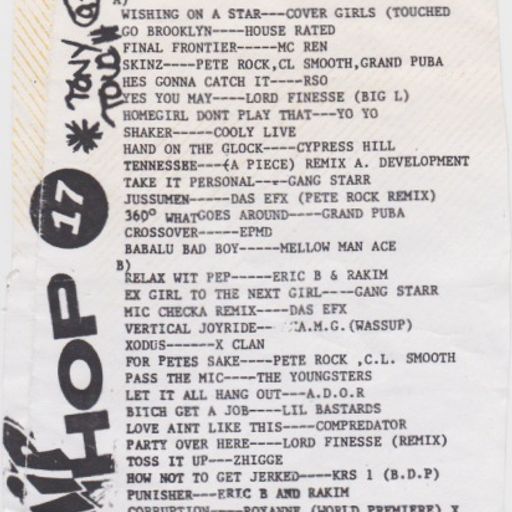 TONY TOUCH
HIP HOP 17
A)
WISHING ON A STAR---COVER GIRLS (TOUCHED
GO BROOKLYN----HOUSE RATED
FINAL FRONTIER-----MC REN
SKINZ----PETE ROCK,CL SMOOTH,GRAND PUBA
HES GONNA CATCH IT----RSO
YES YOU MAY----LORD FINESSE (BIG L)
HOMEGIRL DONT PLAY THAT---YO YO
SHAKER-----COOLY LIVE
HAND ON THE GLOCK----CYPRESS HILL
TENNESSEE---(A PIECE) REMIX A. DEVELOPMENT
TAKE IT PERSONAL----GANG STARR
JUSSUMEN-----DAS EFX (PETE ROCK REMIX)
360° WHATGOES AROUND----GRAND PUBA
CROSSOVER-----EPMD
BABALU BAD BOY-----MELLOW MAN ACE
B)
RELAX WIT PEP-----ERIC B & RAKIM
EX GIRL TO THE NEXT GIRL----GANG STARR
MIC CHECKA REMIX----DAS EFX
VERTICAL JOYRIDE-- A.M.G.(WASSUP)
XODUS------X CLAN
FOR PETES SAKE----PETE ROCK ,C.L. SMOOTH
PASS THE MIC----THE YOUNGSTERS
LET IT ALL HANG OUT---A.D.O.R
BIICH GET A JOB----LIL BASTARDS
LOVE AINT LIKE THIS----COMPREDATOR
PARTY OVER HERE----LORD FINESSE (REMIX)
TOSS IT UP---ZHIGGE
HOW NOT TO GET JERKED----KRS 1 (B.D.P)
PUNISHER---ERIC B AND RAKIM
CORRUPTION----ROXANNE (WORLD PREMIERE) X